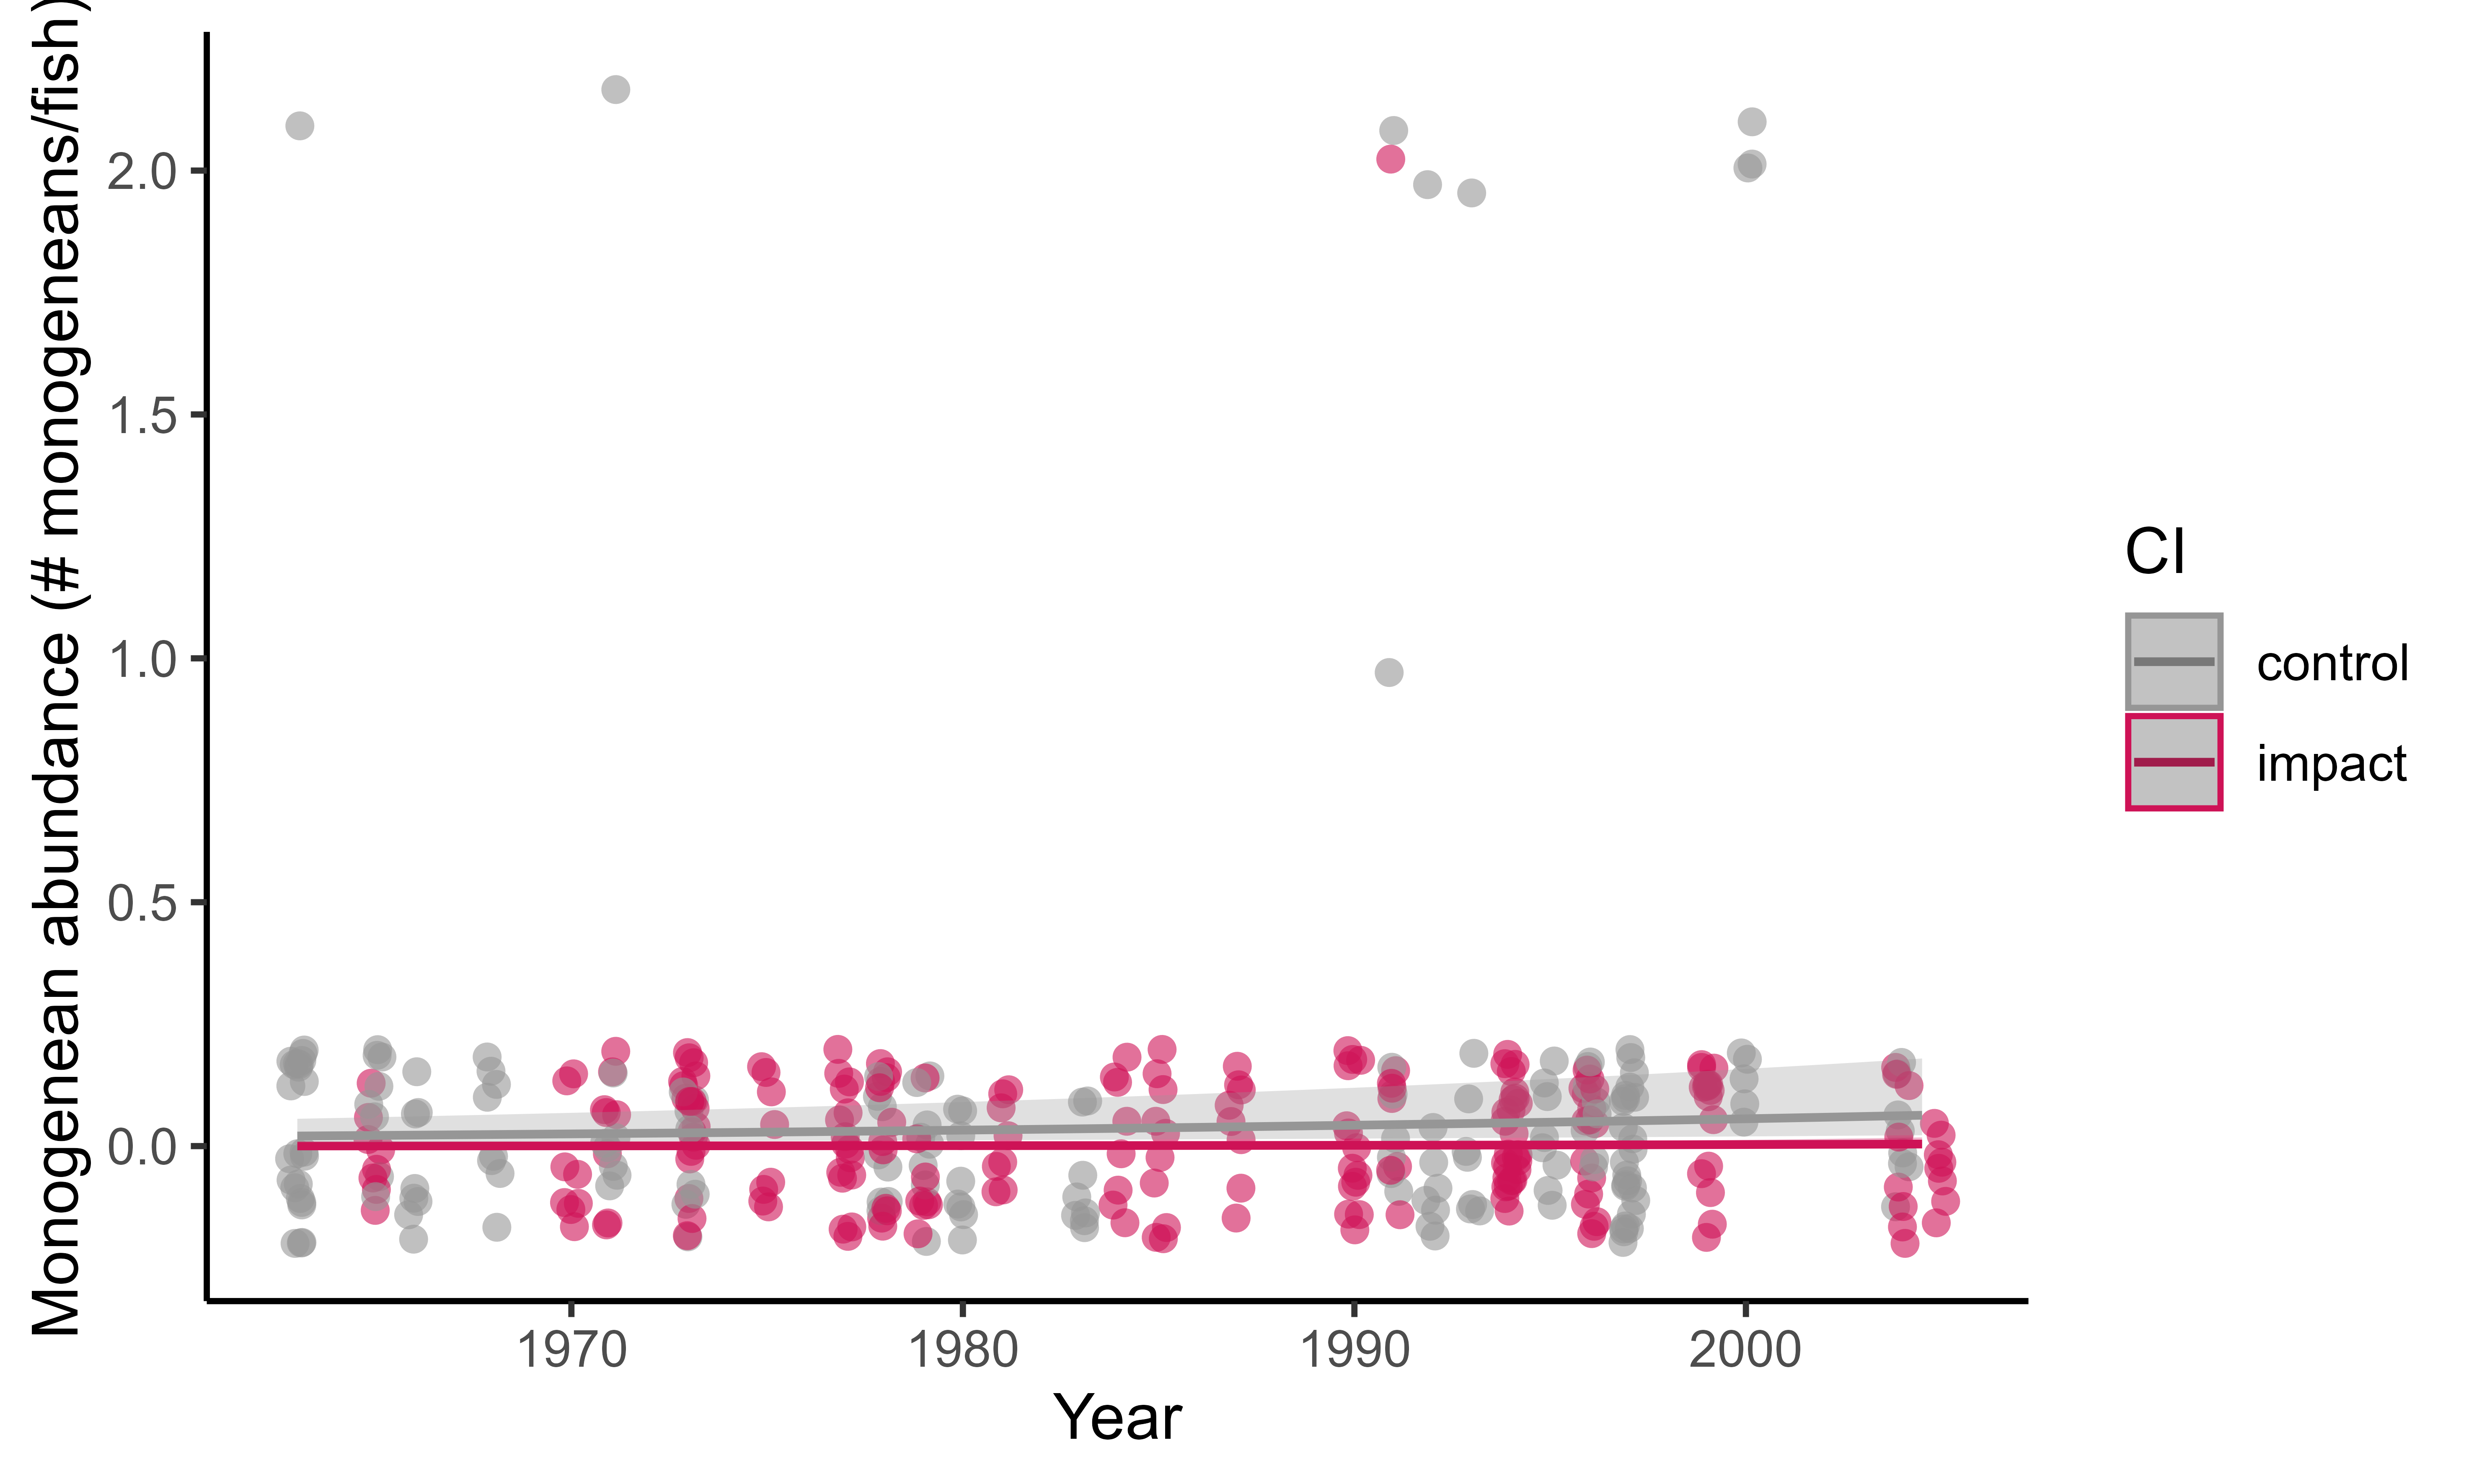 Monogenean abundance (# monogeneans/fish)
2.0
1.5
1.0
0.5
0.0
1970 1980 1990 2000
Year
CI
control
impact